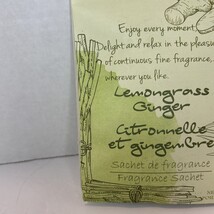 Enjoy every moment.
Delight and relax in the pleasure
of continuous fine fragrance,
wherever you like.
Lemongrass
Ginger
Citronnelle
et gingembre
Sachet de fragrance
Fragrance Sachet